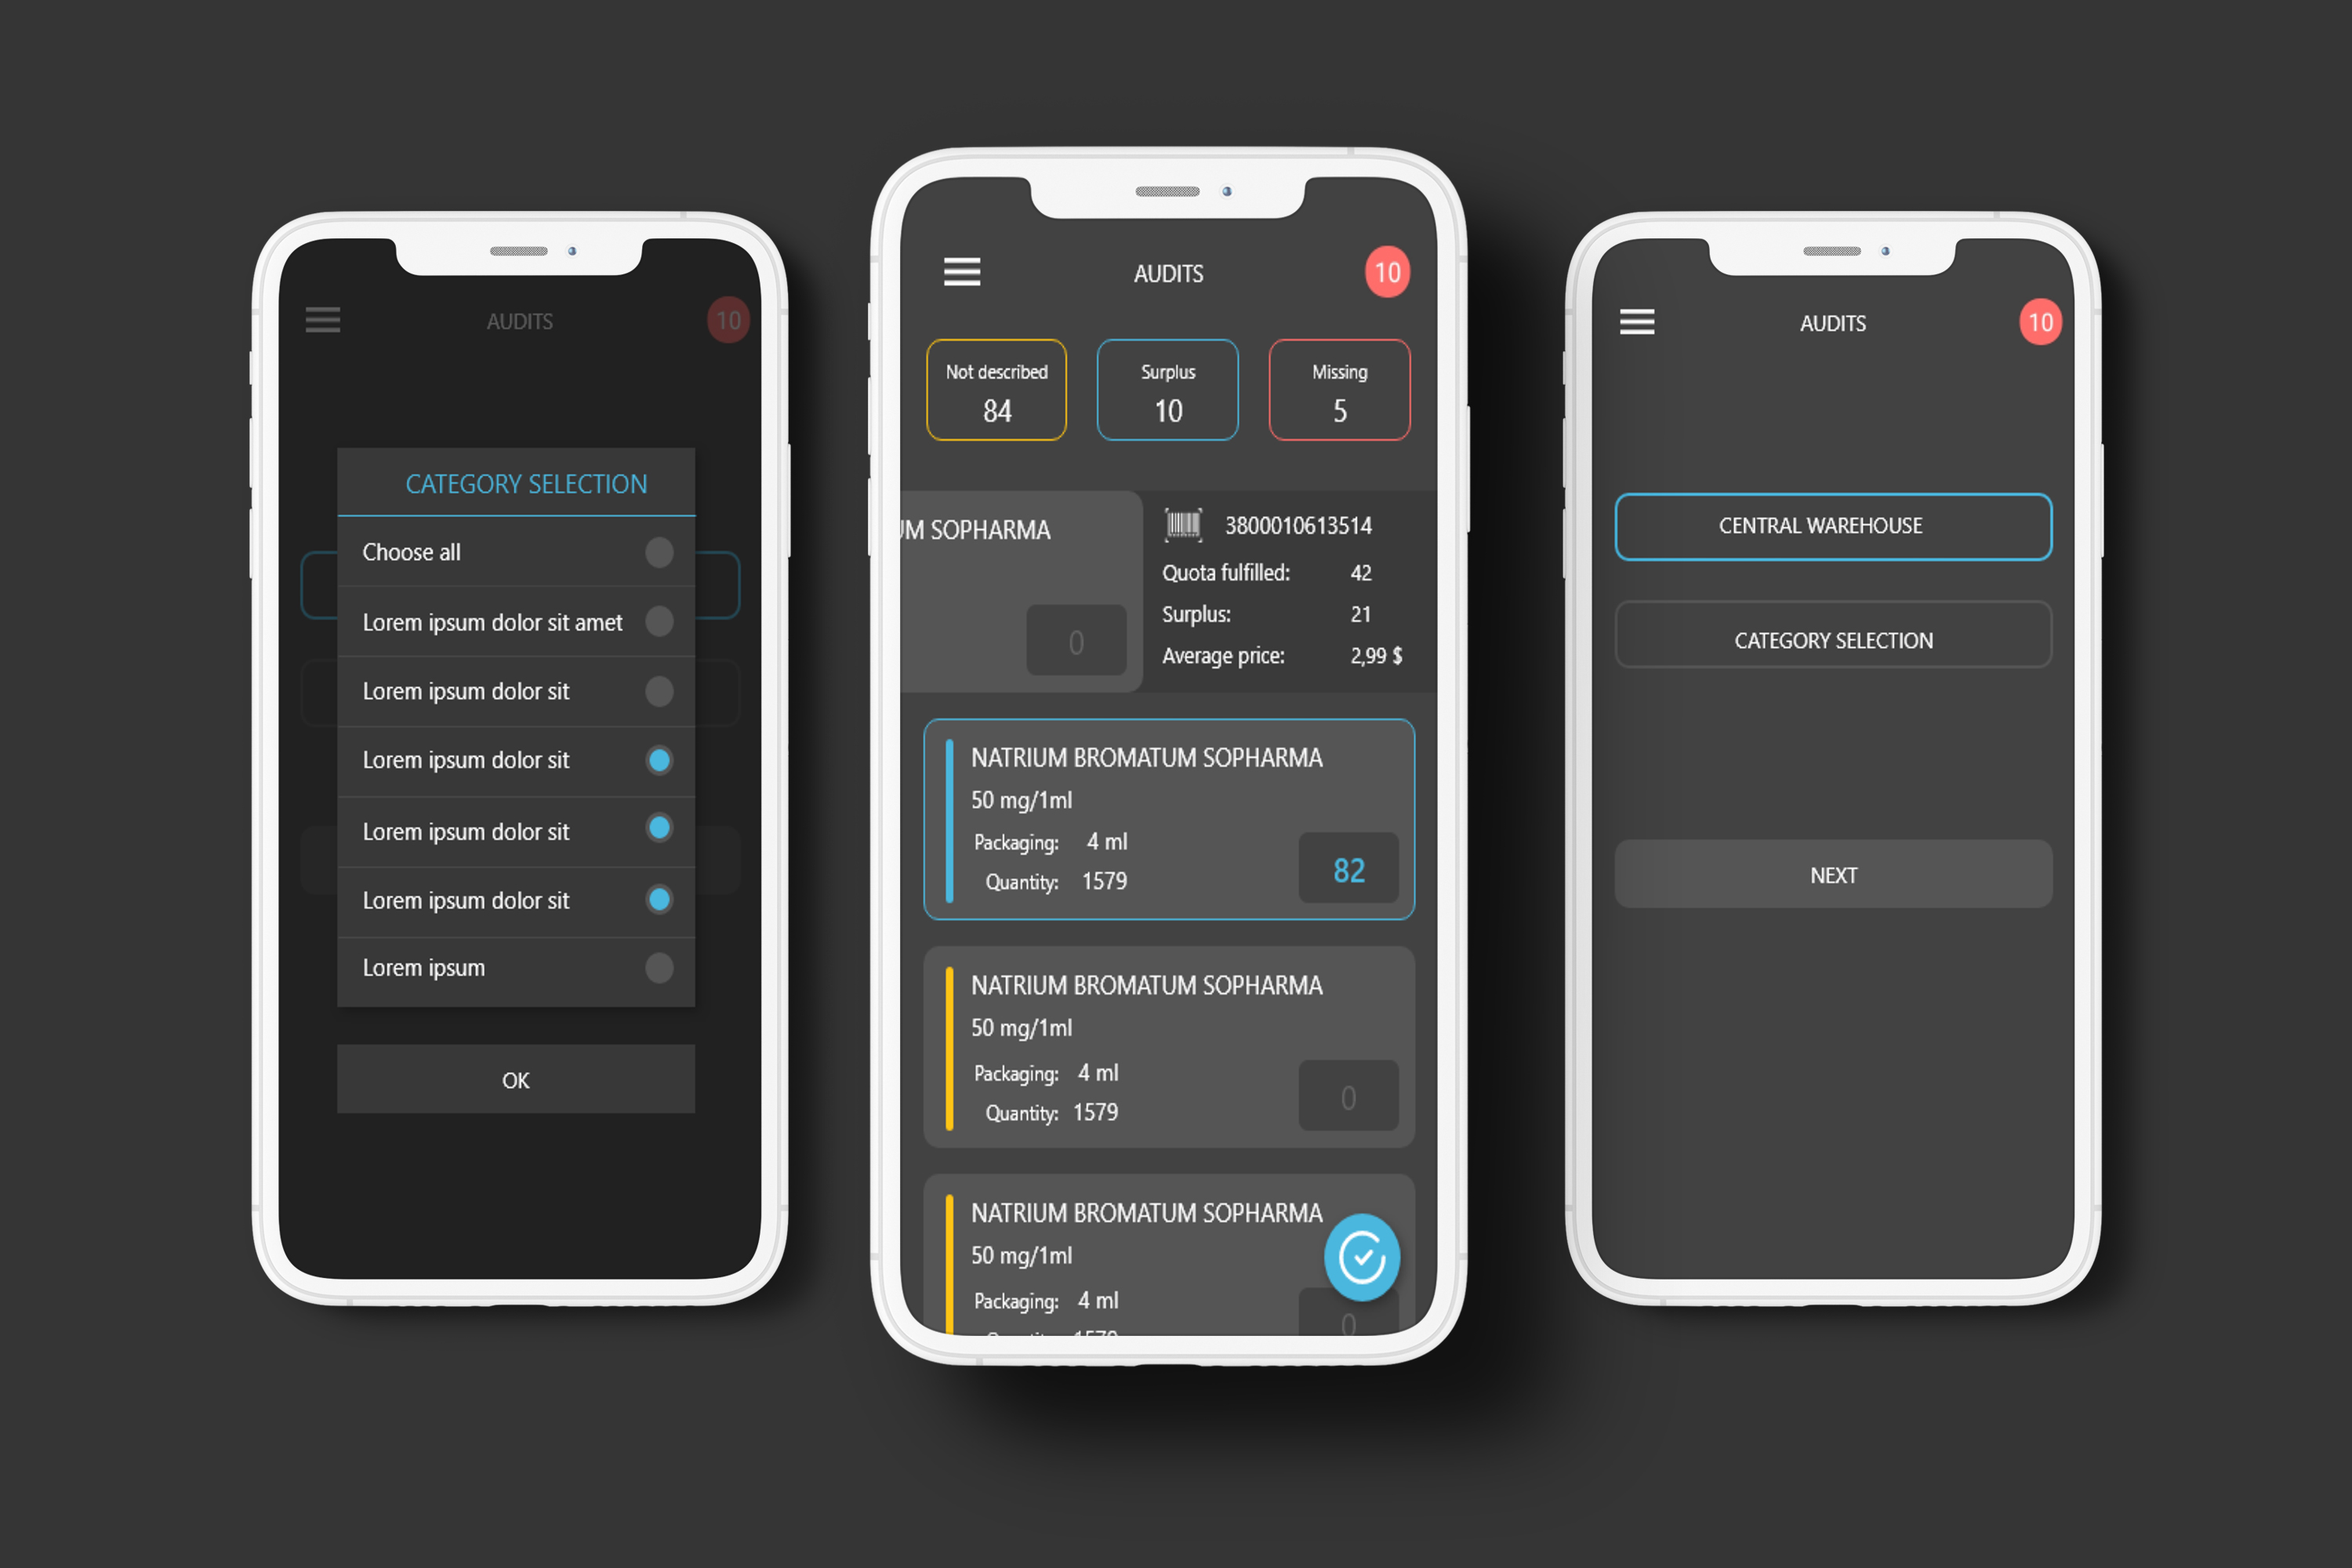 AUDITS
10
CATEGORY SELECTION
Choose all
Lorem ipsum dolor sit amet
Lorem ipsum dolor sit
Lorem ipsum dolor sit
Lorem ipsum dolor sit
Lorem ipsum dolor sit
Lorem ipsum
OK
AUDITS
10
Not described
84
Surplus
10
Missing
5
UM SOPHARMA
0
3800010613514
Quota fulfilled: 42
Surplus: 21
Average price: 2,99 $
NATRIUM BROMATUM SOPHARMA
50 mg/1ml
Packaging: 4 ml
Quantity: 1579
82
NATRIUM BROMATUM SOPHARMA
50 mg/1ml
Packaging: 4 ml
Quantity: 1579
0
NATRIUM BROMATUM SOPHARMA
50 mg/1ml
Packaging: 4 ml
Quantity: 1579
0
AUDITS
10
CENTRAL WAREHOUSE
CATEGORY SELECTION
NEXT